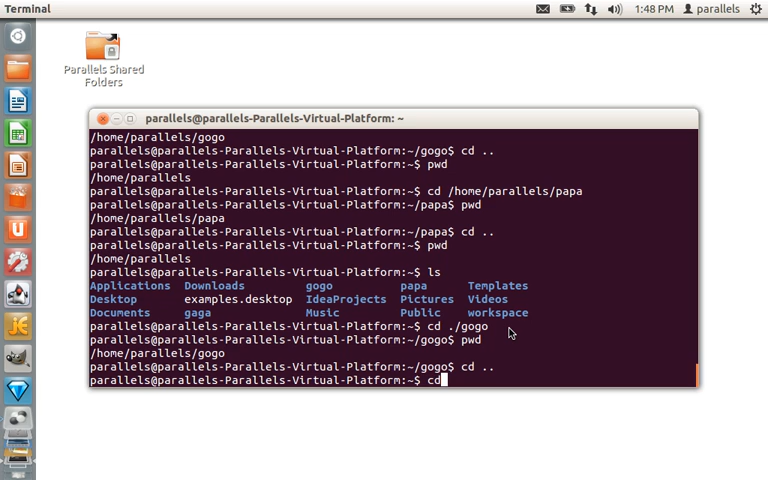 Terminal
1:48 PM
parallels
Parallels Shared
Folders
parallels@parallels-Parallels-Virtual-Platform: ~
/home/parallels/gogo
parallels@parallels-Parallels-Virtual-Platform:~/gogo$ cd ..
parallels@parallels-Parallels-Virtual-Platform:~$ pwd
/home/parallels
parallels@parallels-Parallels-Virtual-Platform:~$ cd /home/parallels/papa
parallels@parallels-Parallels-Virtual-Platform:~/papa$ pwd
/home/parallels/papa
parallels@parallels-Parallels-Virtual-Platform:~/papa$ cd ..
parallels@parallels-Parallels-Virtual-Platform:~$ pwd
/home/parallels
parallels@parallels-Parallels-Virtual-Platform:~$ ls
Applications Downloads gogo papa Templates
Desktop examples.desktop IdeaProjects Pictures Videos
Documents gaga Music Public workspace
parallels@parallels-Parallels-Virtual-Platform:~$ cd ./gogo
parallels@parallels-Parallels-Virtual-Platform:~/gogo$ pwd
/home/parallels/gogo
parallels@parallels-Parallels-Virtual-Platform:~/gogo$ cd ..
parallels@parallels-Parallels-Virtual-Platform:~$ cd